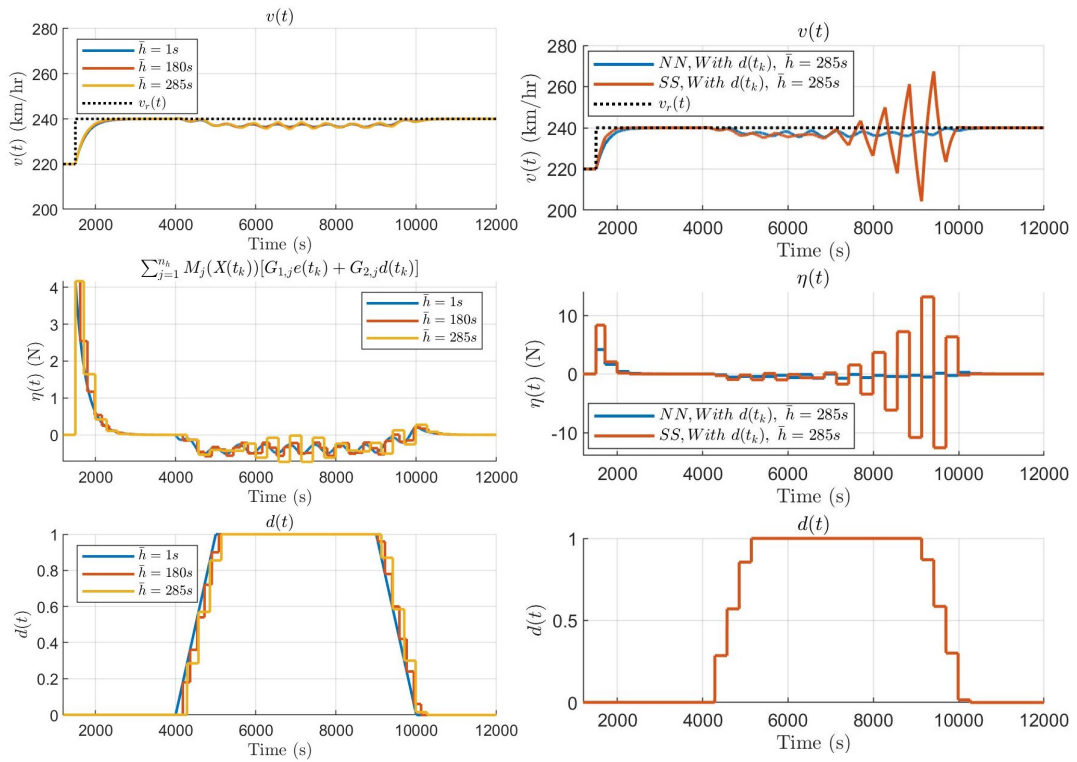 v(t)
280
260
240
220
200
v(t) (km/hr)
h̄ = 1s
h̄ = 180s
h̄ = 285s
v_r(t)
2000 4000 6000 8000 10000 12000
Time (s)
∑_{j=1}^{n_h} M_j(X(t_k))[G_{1,j}e(t_k) + G_{2,j}d(t_k)]
4
3
2
1
0
η(t) (N)
h̄ = 1s
h̄ = 180s
h̄ = 285s
2000 4000 6000 8000 10000 12000
Time (s)
d(t)
1
0.8
0.6
0.4
0.2
0
d(t)
h̄ = 1s
h̄ = 180s
h̄ = 285s
2000 4000 6000 8000 10000 12000
Time (s)
v(t)
280
260
240
220
200
v(t) (km/hr)
NN, With d(t_k), h̄ = 285s
SS, With d(t_k), h̄ = 285s
v_r(t)
2000 4000 6000 8000 10000 12000
Time (s)
η(t)
10
0
-10
η(t) (N)
NN, With d(t_k), h̄ = 285s
SS, With d(t_k), h̄ = 285s
2000 4000 6000 8000 10000 12000
Time (s)
d(t)
1
0.5
0
d(t)
2000 4000 6000 8000 10000 12000
Time (s)